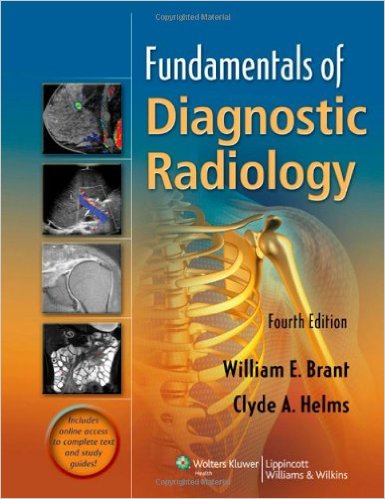 Copyrighted Material
Fundamentals of
Diagnostic
Radiology
Fourth Edition
William E. Brant
Clyde A. Helms
Includes
online access
to complete text
and study
guides!
Wolters Kluwer
Health
Lippincott
Williams & Wilkins
Copyrighted Material